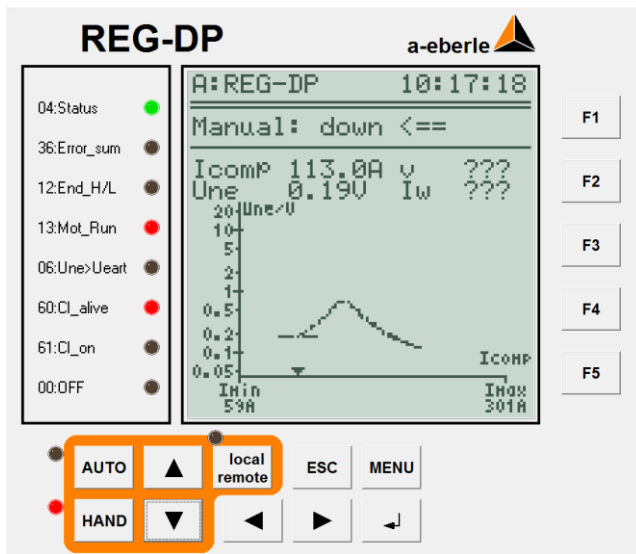 REG-DP
a-eberle
04:Status
36:Error_sum
12:End_H/L
13:Mot_Run
06:Une>Ueart
60:CI_alive
61:CI_on
00:OFF
A:REG-DP 10:17:18
Manual: down <==
Icomp 113.0A v ???
Une 0.19V Iw ???
Une/V
20
10
5
2
1
0.5
0.2
0.1
0.05
Icomp
Imin
59A
Imax
301A
F1
F2
F3
F4
F5
AUTO
local
remote
ESC
MENU
HAND